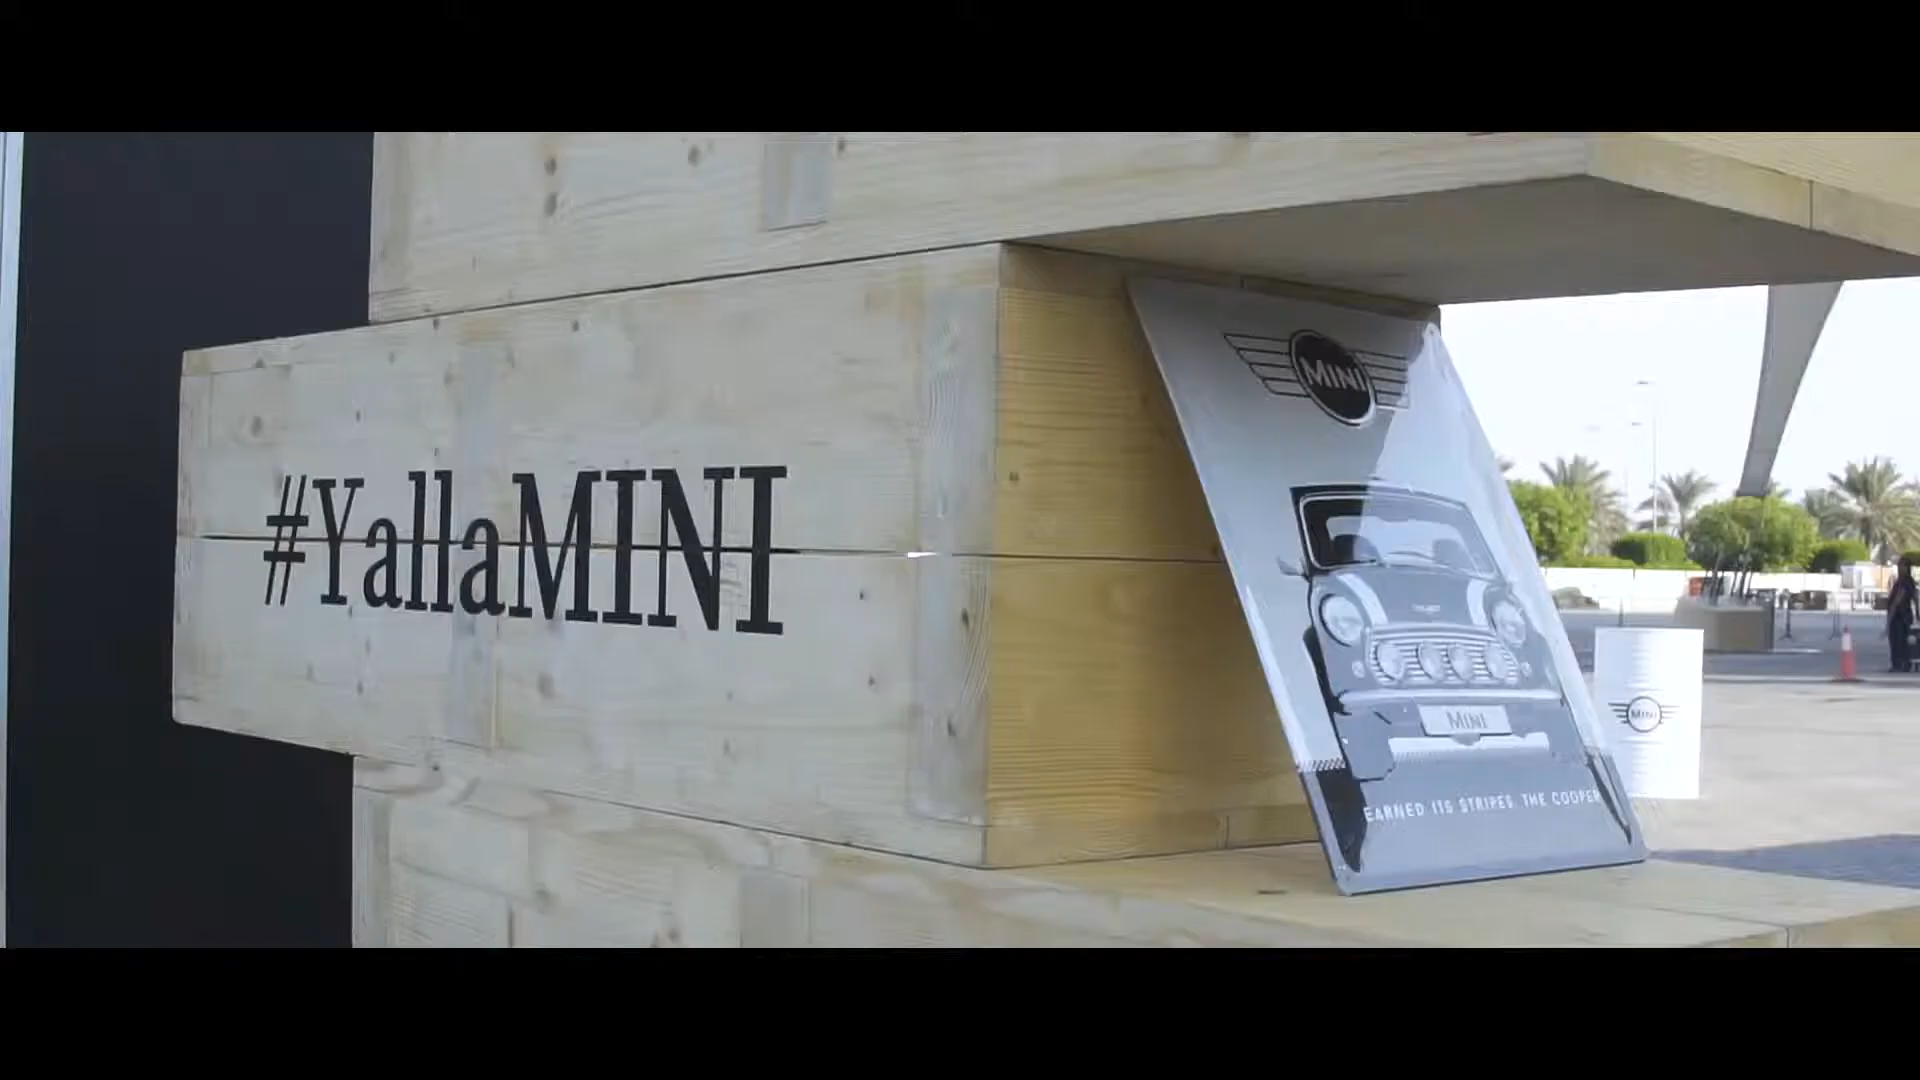 #YallaMINI
MINI
MINI
EARNED ITS STRIPES. THE COOPER
MINI